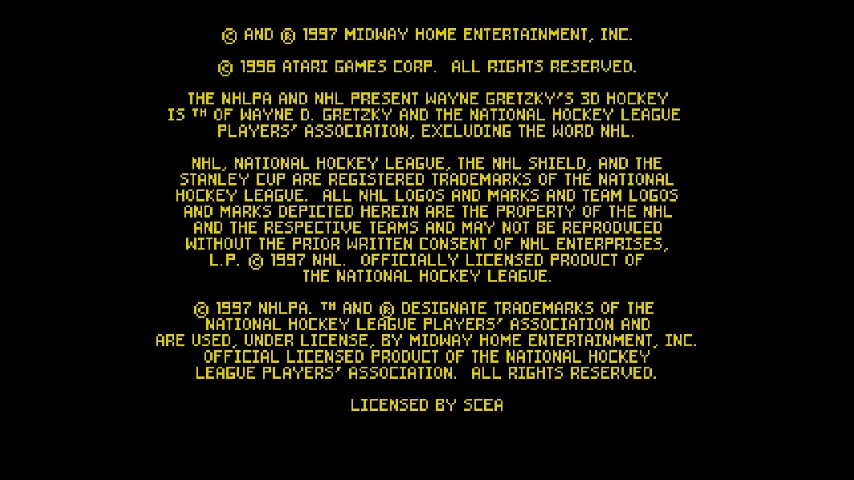 © AND ® 1997 MIDWAY HOME ENTERTAINMENT, INC.
© 1996 ATARI GAMES CORP. ALL RIGHTS RESERVED.
THE NHLPA AND NHL PRESENT WAYNE GRETZKY'S 3D HOCKEY
IS ™ OF WAYNE D. GRETZKY AND THE NATIONAL HOCKEY LEAGUE
PLAYERS' ASSOCIATION, EXCLUDING THE WORD NHL.
NHL, NATIONAL HOCKEY LEAGUE, THE NHL SHIELD, AND THE
STANLEY CUP ARE REGISTERED TRADEMARKS OF THE NATIONAL
HOCKEY LEAGUE. ALL NHL LOGOS AND MARKS AND TEAM LOGOS
AND MARKS DEPICTED HEREIN ARE THE PROPERTY OF THE NHL
AND THE RESPECTIVE TEAMS AND MAY NOT BE REPRODUCED
WITHOUT THE PRIOR WRITTEN CONSENT OF NHL ENTERPRISES,
L.P. © 1997 NHL. OFFICIALLY LICENSED PRODUCT OF
THE NATIONAL HOCKEY LEAGUE.
© 1997 NHLPA. ™ AND ® DESIGNATE TRADEMARKS OF THE
NATIONAL HOCKEY LEAGUE PLAYERS' ASSOCIATION AND
ARE USED, UNDER LICENSE, BY MIDWAY HOME ENTERTAINMENT, INC.
OFFICIAL LICENSED PRODUCT OF THE NATIONAL HOCKEY
LEAGUE PLAYERS' ASSOCIATION. ALL RIGHTS RESERVED.
LICENSED BY SCEA